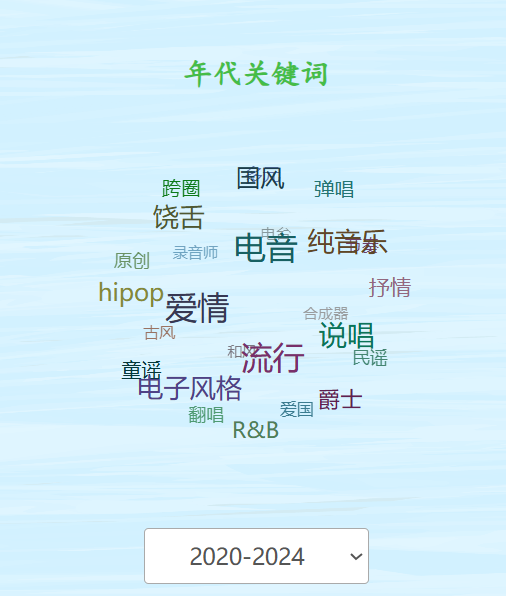 年代关键词
国风
跨圈
弹唱
饶舌
电音
纯音乐
原创
录音师
抒情
hipop
爱情
合成器
古风
说唱
流行
民谣
童谣
电子风格
爵士
翻唱
爱国
R&B
2020-2024